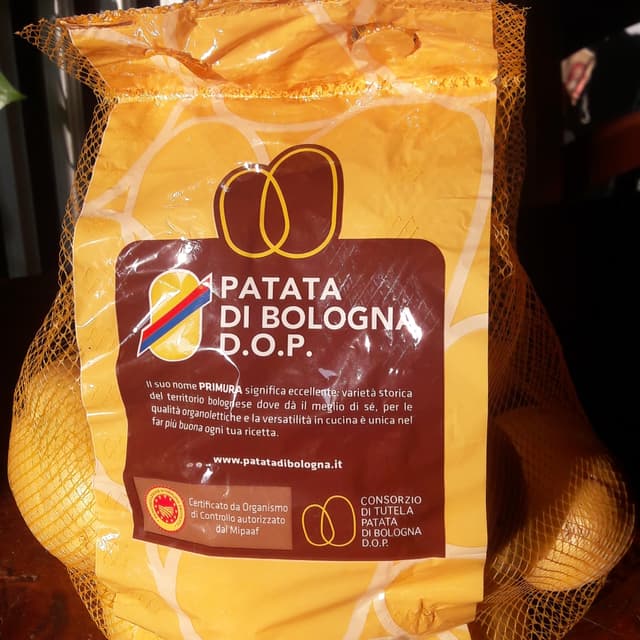 PATATA
DI BOLOGNA
D.O.P.
Il suo nome PRIMURA significa eccellente: varietà storica
del territorio bolognese dove dà il meglio di sé, per le
qualità organolettiche e la versatilità in cucina è unica nel
far più buona ogni tua ricetta.
www.patatadibologna.it
Certificato da Organismo
di Controllo autorizzato
dal Mipaaf
CONSORZIO
DI TUTELA
PATATA
DI BOLOGNA
D.O.P.